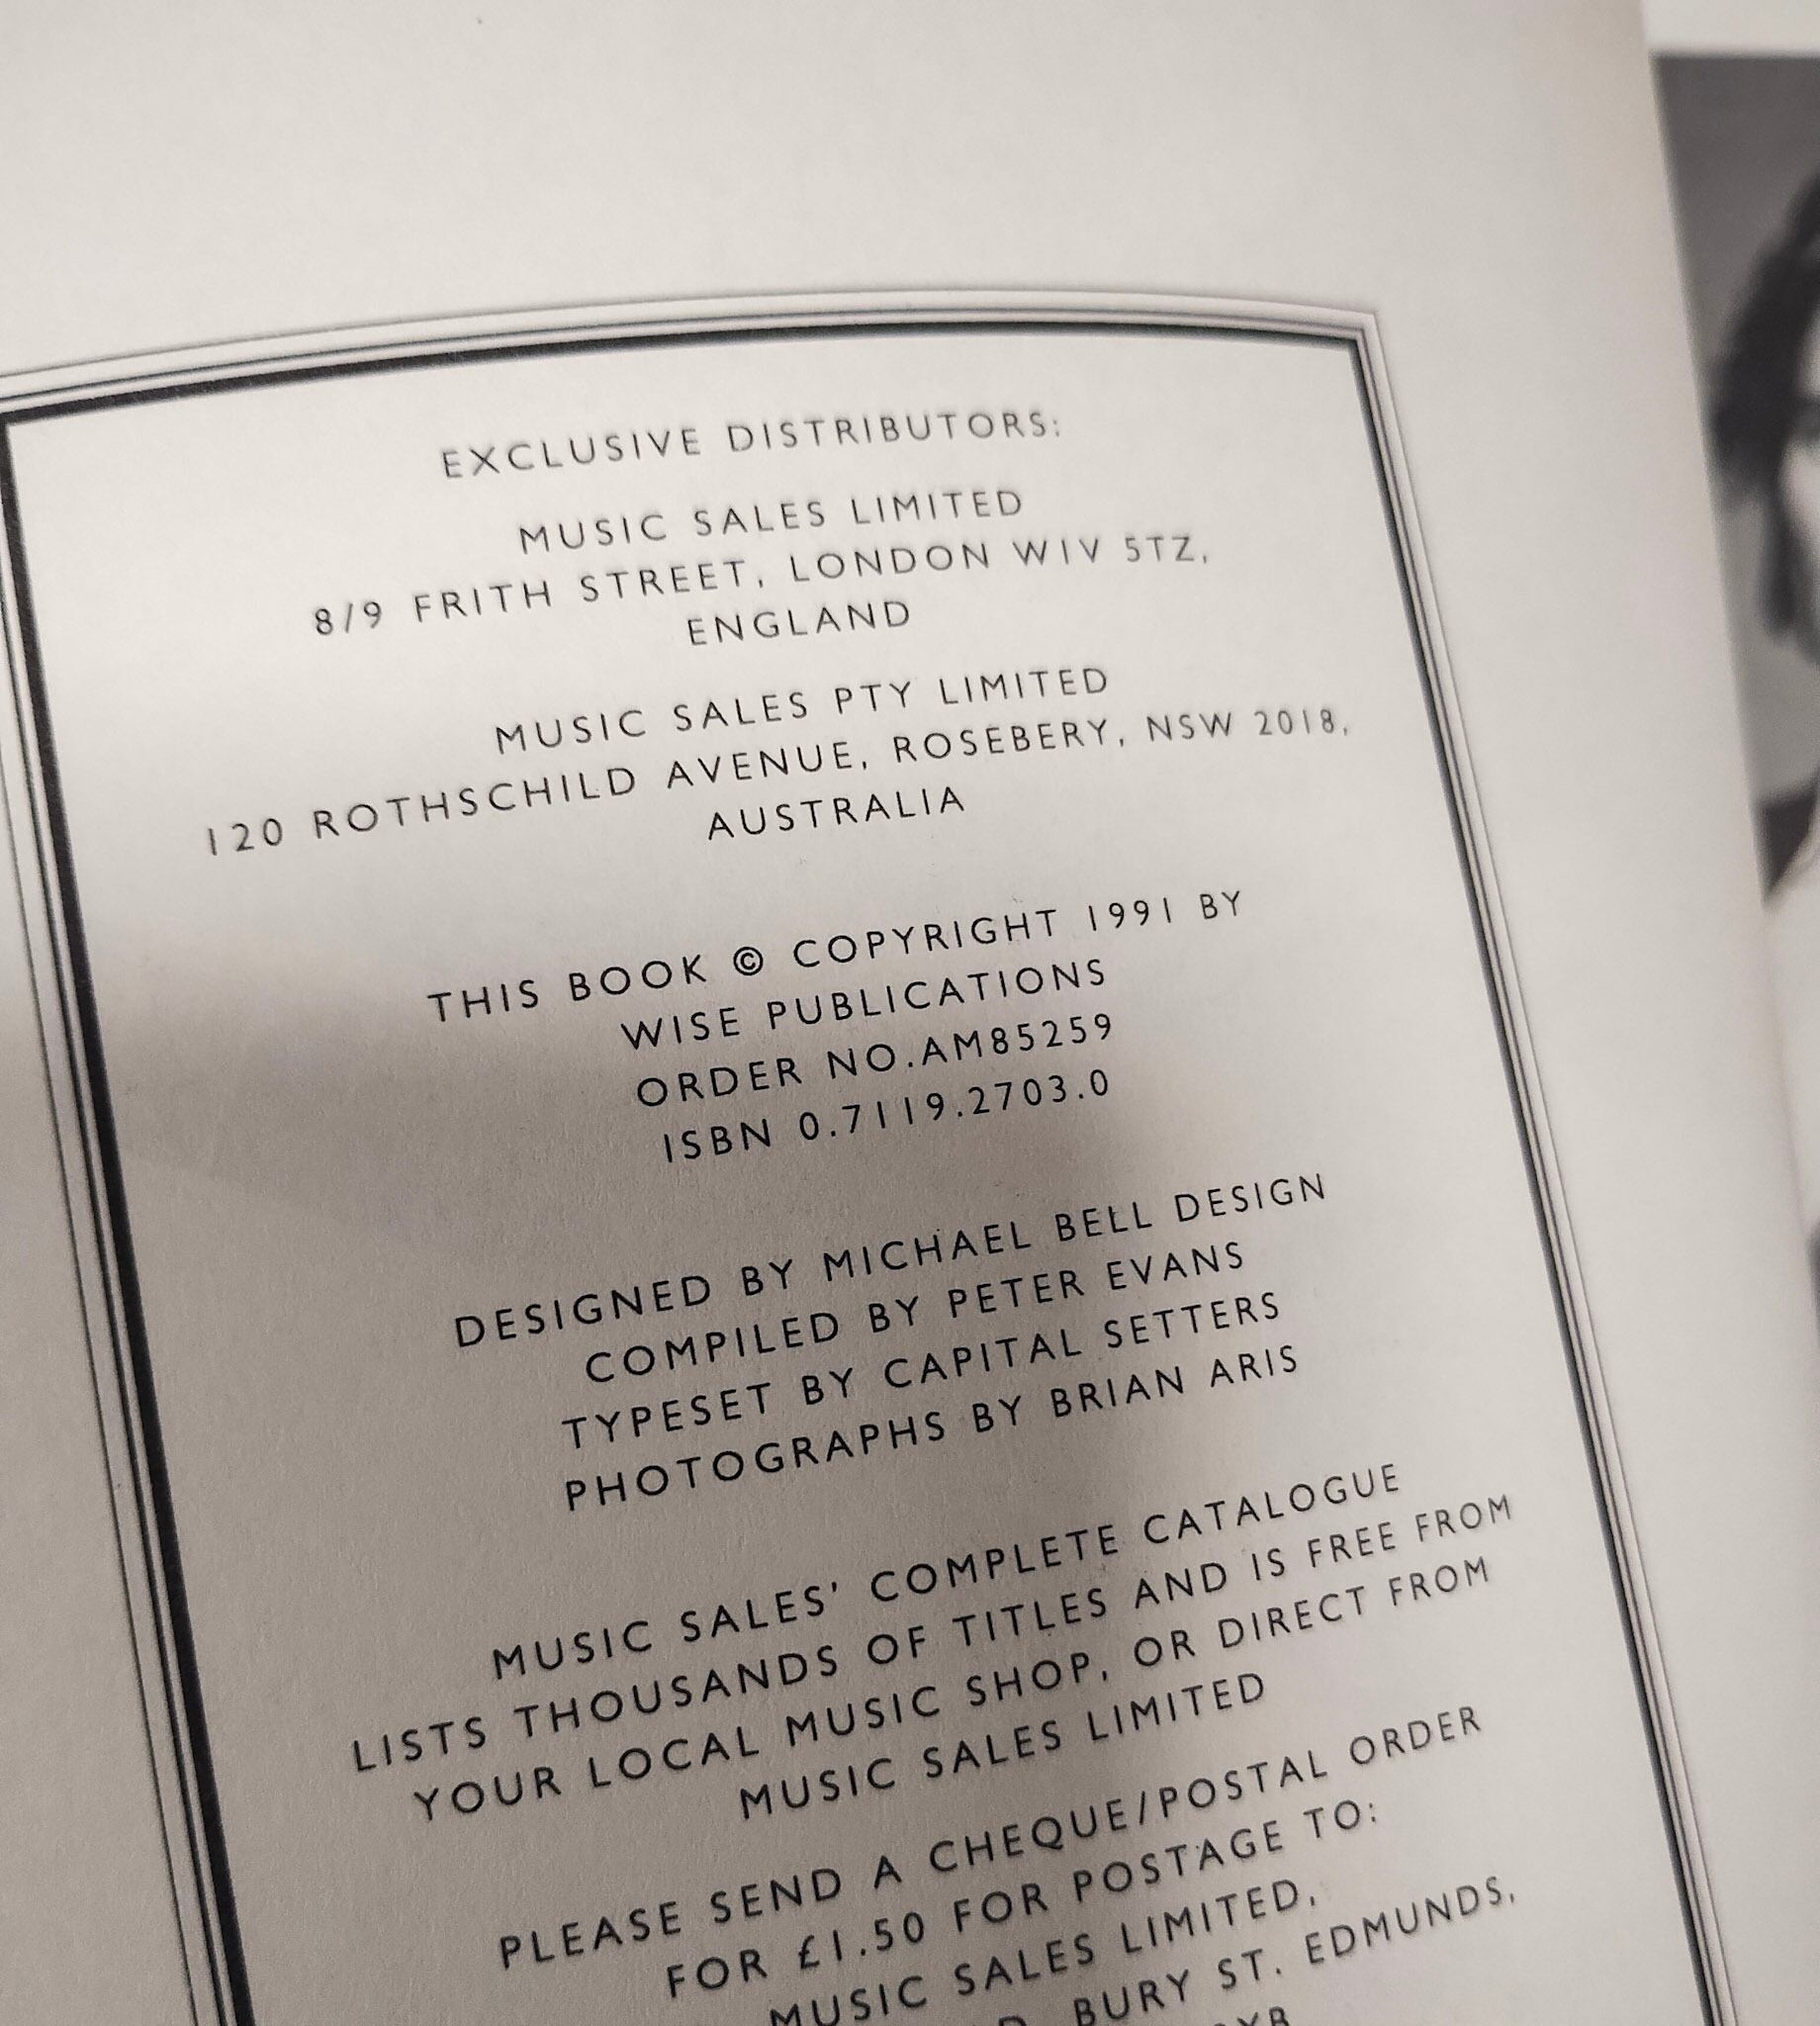 EXCLUSIVE DISTRIBUTORS:
MUSIC SALES LIMITED
8/9 FRITH STREET, LONDON W1V 5TZ,
ENGLAND
MUSIC SALES PTY LIMITED
120 ROTHSCHILD AVENUE, ROSEBERY, NSW 2018,
AUSTRALIA
THIS BOOK © COPYRIGHT 1991 BY
WISE PUBLICATIONS
ORDER NO.AM85259
ISBN 0.7119.2703.0
DESIGNED BY MICHAEL BELL DESIGN
COMPILED BY PETER EVANS
TYPESET BY CAPITAL SETTERS
PHOTOGRAPHS BY BRIAN ARIS
MUSIC SALES' COMPLETE CATALOGUE
LISTS THOUSANDS OF TITLES AND IS FREE FROM
YOUR LOCAL MUSIC SHOP, OR DIRECT FROM
MUSIC SALES LIMITED
PLEASE SEND A CHEQUE/POSTAL ORDER
FOR £1.50 FOR POSTAGE TO:
MUSIC SALES LIMITED,
BURY ST. EDMUNDS,